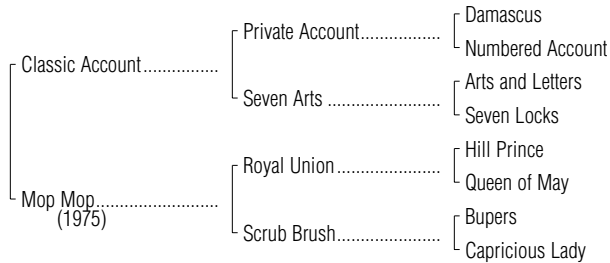 Damascus
Private Account..................
Numbered Account
Classic Account.................
Arts and Letters
Seven Arts ..........................
Seven Locks
Hill Prince
Royal Union........................
Queen of May
Mop Mop............................
(1975)
Bupers
Scrub Brush.......................
Capricious Lady